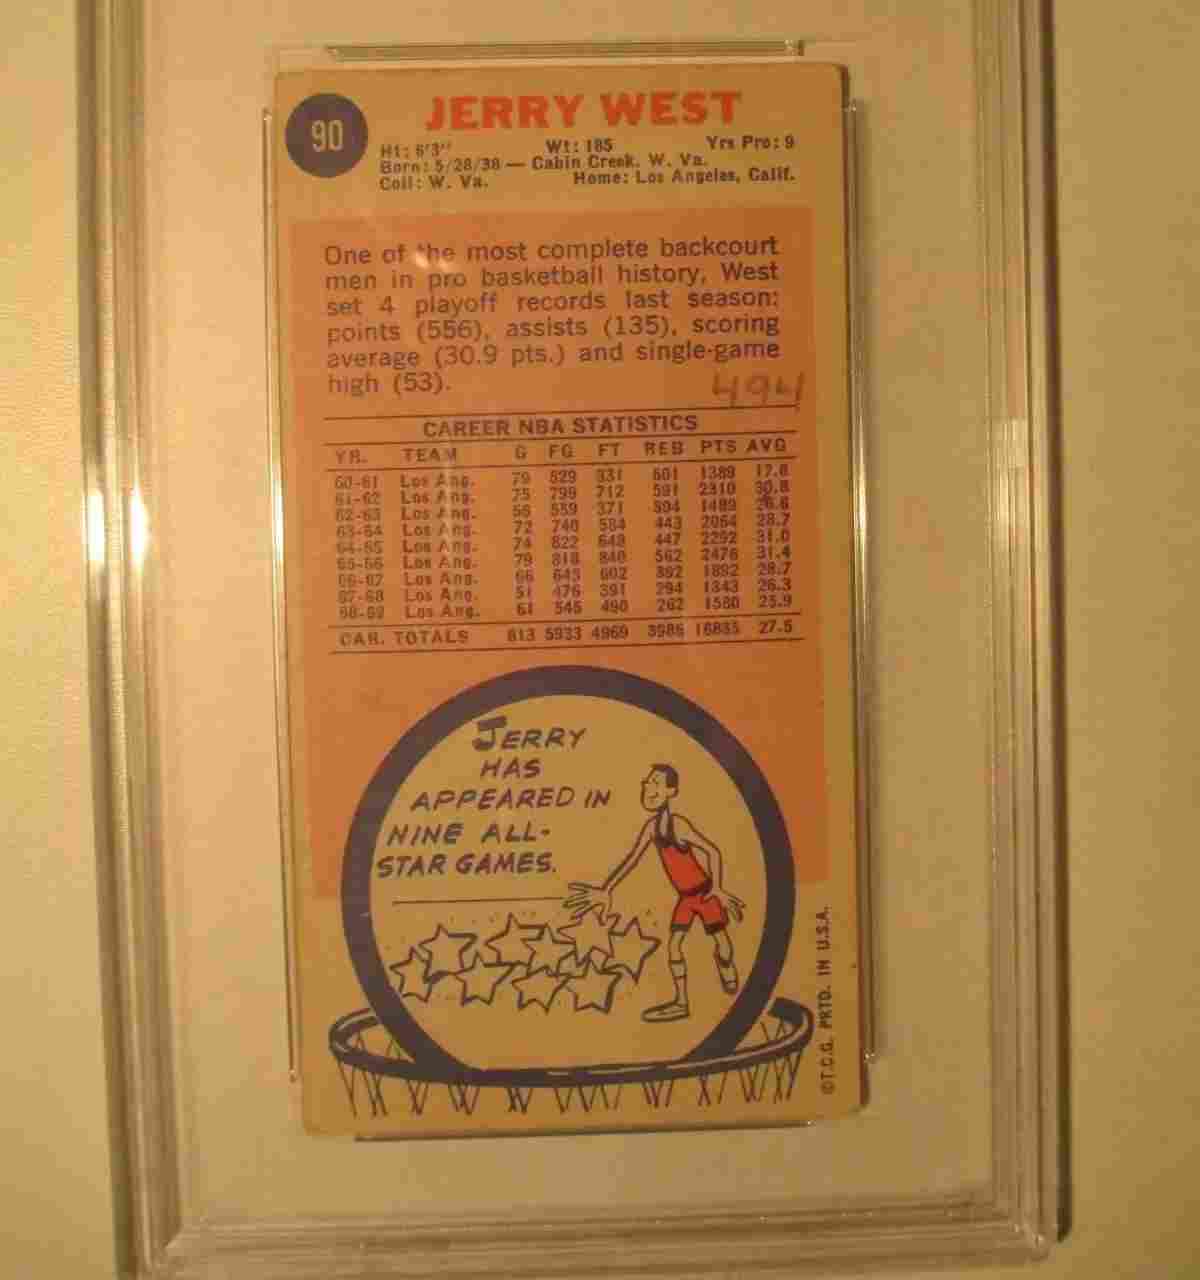 90
JERRY WEST
Ht: 6'3" Wt: 185 Yrs Pro: 9
Born: 5/28/38 — Cabin Creek, W. Va.
Coll: W. Va. Home: Los Angeles, Calif.
One of the most complete backcourt
men in pro basketball history, West
set 4 playoff records last season:
points (556), assists (135), scoring
average (30.9 pts.) and single-game
high (53).
494
CAREER NBA STATISTICS
YR. TEAM G FG FT REB PTS AVG
60-61 Los Ang. 79 529 331 601 1389 17.6
61-62 Los Ang. 75 799 712 591 2310 30.8
62-63 Los Ang. 56 559 371 394 1489 26.6
63-64 Los Ang. 72 740 584 443 2064 28.7
64-65 Los Ang. 74 822 648 447 2292 31.0
65-66 Los Ang. 79 818 840 562 2476 31.4
66-67 Los Ang. 66 645 602 392 1892 28.7
67-68 Los Ang. 51 476 391 294 1343 26.3
68-69 Los Ang. 61 545 490 262 1580 25.9
CAR. TOTALS 613 5933 4969 3986 16835 27.5
JERRY
HAS
APPEARED IN
NINE ALL-
STAR GAMES.
©T.C.G. PRTD. IN U.S.A.